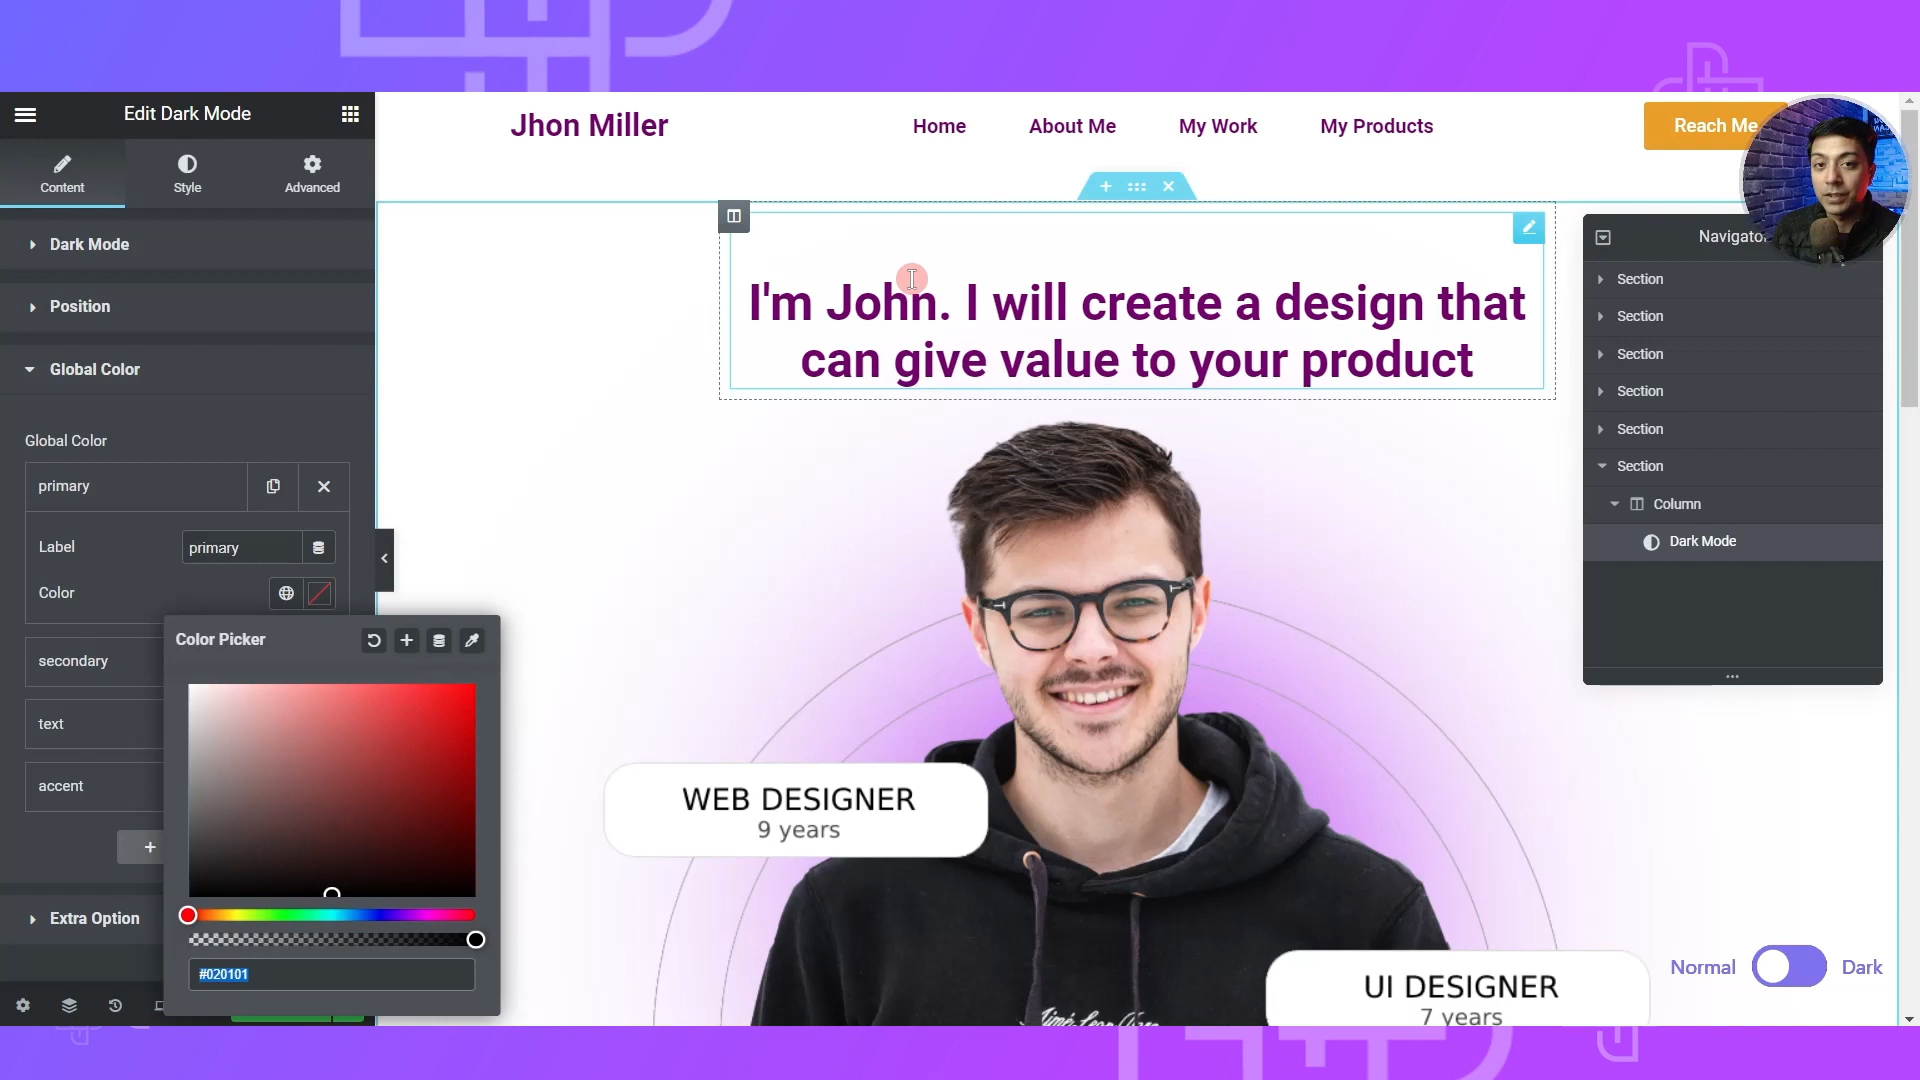 Edit Dark Mode
Content
Style
Advanced
Dark Mode
Position
Global Color
Global Color
primary
Label
primary
Color
secondary
text
accent
Extra Option
Color Picker
#020101
Jhon Miller
Home
About Me
My Work
My Products
Reach Me
I'm John. I will create a design that
can give value to your product
WEB DESIGNER
9 years
UI DESIGNER
7 years
Normal
Dark
Navigator
Section
Section
Section
Section
Section
Section
Column
Dark Mode